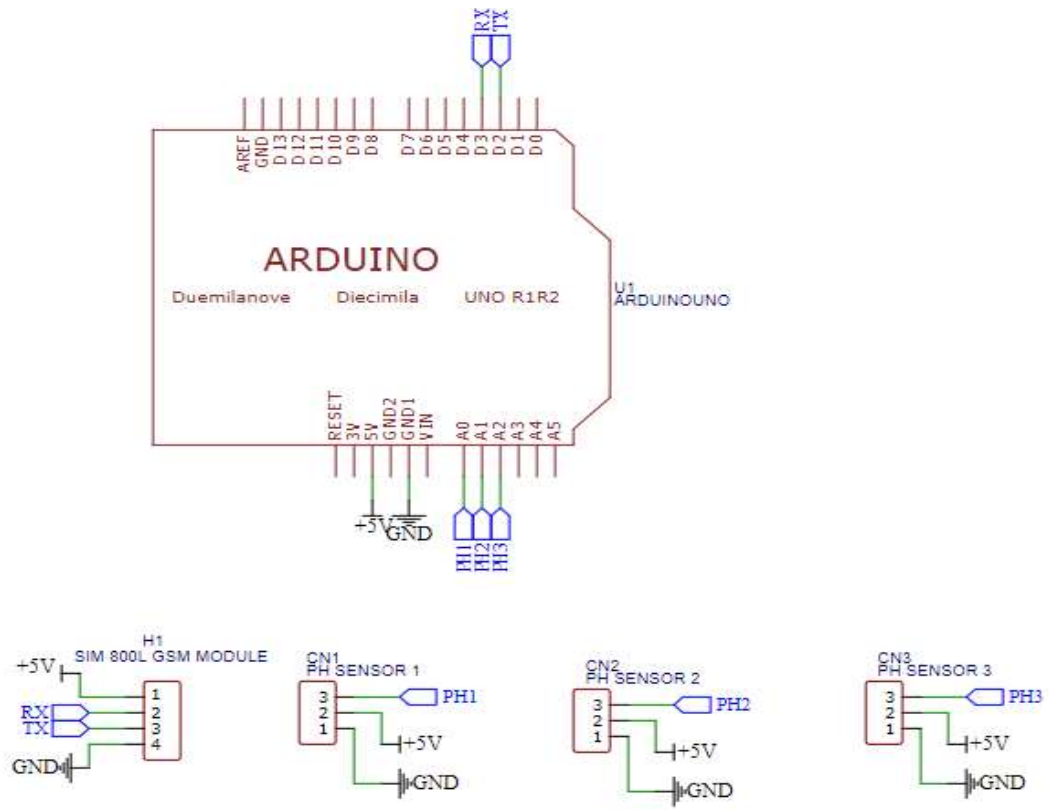 RX TX
AREF GND D13 D12 D11 D10 D9 D8 D7 D6 D5 D4 D3 D2 D1 D0
ARDUINO
Duemilanove Diecimila UNO R1R2
U1
ARDUINOUNO
RESET 3V 5V GND2 GND1 VIN A0 A1 A2 A3 A4 A5
+5V GND
PH1 PH2 PH3
H1
SIM 800L GSM MODULE
+5V
1
RX 2
TX 3
4
GND
CN1
PH SENSOR 1
3 PH1
2
1
+5V
GND
CN2
PH SENSOR 2
3 PH2
2
1
+5V
GND
CN3
PH SENSOR 3
3 PH3
2
1
+5V
GND